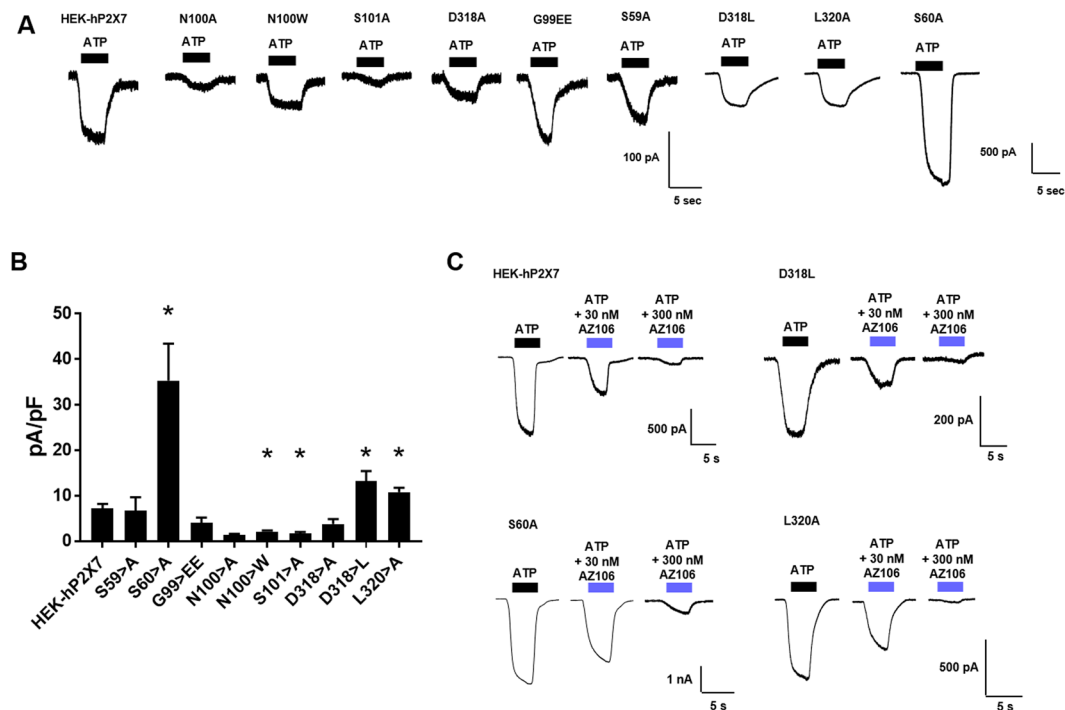 A
HEK-hP2X7 N100A N100W S101A D318A G99EE S59A D318L L320A S60A
ATP ATP ATP ATP ATP ATP ATP ATP ATP ATP
100 pA
5 sec
500 pA
5 sec
B
pA/pF
50
40
30
20
10
0
* * * * *
HEK-hP2X7
S59>A
S60>A
G99>EE
N100>A
N100>W
S101>A
D318>A
D318>L
L320>A
C
HEK-hP2X7
ATP
ATP
+ 30 nM
AZ106
ATP
+ 300 nM
AZ106
500 pA
5 s
D318L
ATP
ATP
+ 30 nM
AZ106
ATP
+ 300 nM
AZ106
200 pA
5 s
S60A
ATP
ATP
+ 30 nM
AZ106
ATP
+ 300 nM
AZ106
1 nA
5 s
L320A
ATP
ATP
+ 30 nM
AZ106
ATP
+ 300 nM
AZ106
500 pA
5 s